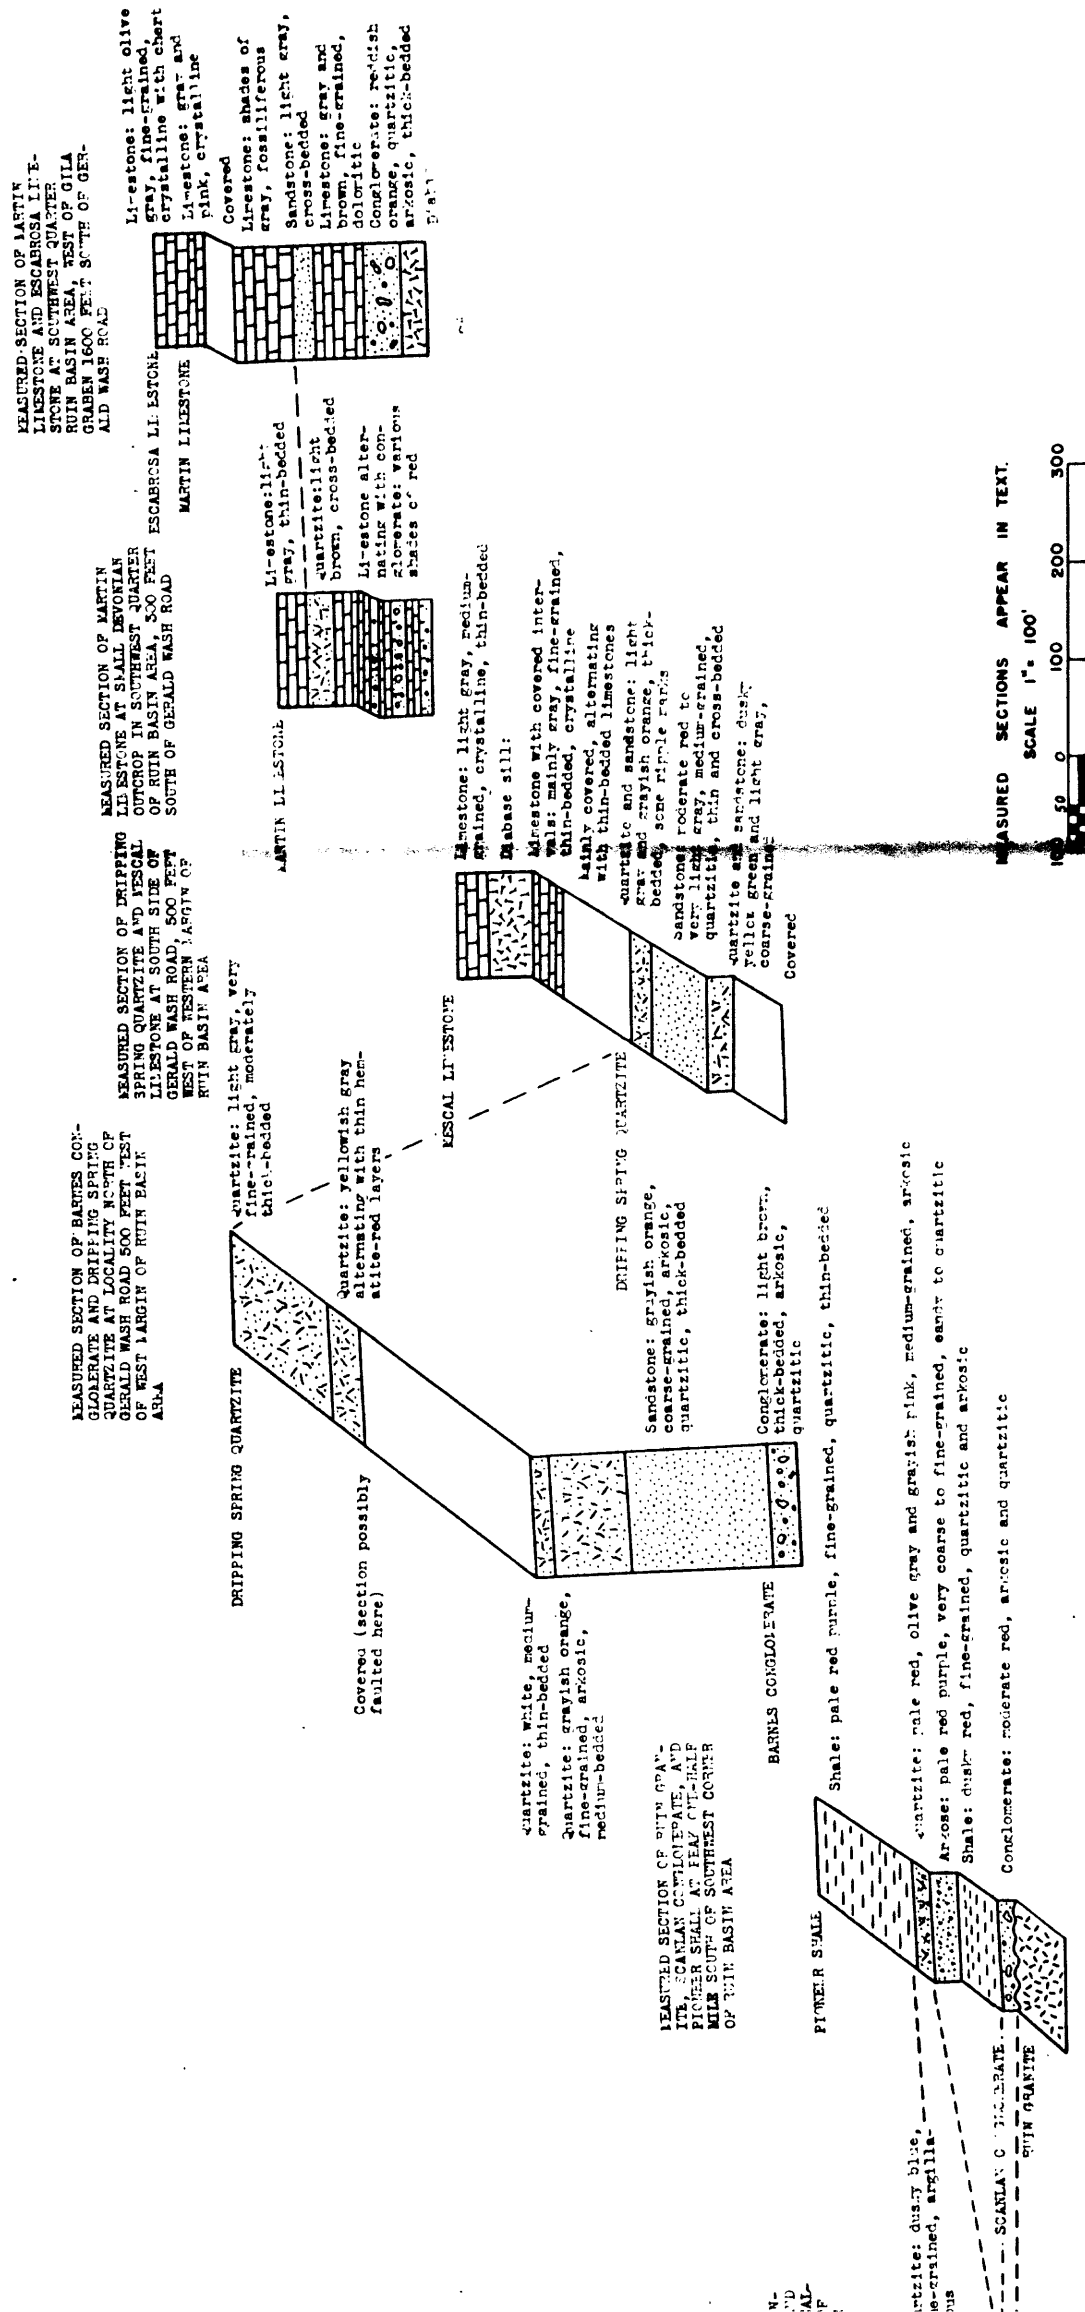 MEASURED SECTION OF MARTIN
LIMESTONE AND ESCABROSA LIME-
STONE AT SOUTHWEST QUARTER
RUIN BASIN AREA, WEST OF GILA
GRABEN 1600 FEET SOUTH OF GER-
ALD WASH ROAD
ESCABROSA LIMESTONE
MARTIN LIMESTONE
Limestone: light olive
gray, fine-grained,
crystalline with chert
Limestone: gray and
pink, crystalline
Covered
Limestone: shades of
gray, fossiliferous
Sandstone: light gray,
cross-bedded
Limestone: gray and
brown, fine-grained,
doloritic
Conglomerate: reddish
orange, quartzitic,
arkosic, thick-bedded
MEASURED SECTION OF MARTIN
LIMESTONE AT SMALL DEVONIAN
OUTCROP IN SOUTHWEST QUARTER
OF RUIN BASIN AREA, 300 FEET
SOUTH OF GERALD WASH ROAD
MARTIN LIMESTONE
Limestone:light
gray, thin-bedded
quartzite:light
brown, cross-bedded
Limestone alter-
nating with con-
glomerate: various
shades of red
MEASURED SECTION OF DRIPPING
SPRING QUARTZITE AND MESCAL
LIMESTONE AT SOUTH SIDE OF
GERALD WASH ROAD, 500 FEET
WEST OF WESTERN MARGIN OF
RUIN BASIN AREA
MESCAL LIMESTONE
DRIPPING SPRING QUARTZITE
Limestone: light gray, medium-
grained, crystalline, thin-bedded
Diabase sill:
Limestone with covered inter-
vals: mainly gray, fine-grained,
thin-bedded, crystalline
Mainly covered, alternating
with thin-bedded limestones
quartzite and sandstone: light
gray and grayish orange, thick-
bedded, some ripple marks
Sandstone: moderate red to
very light gray, medium-grained,
quartzitic, thin and cross-bedded
quartzite and sandstone: dusky
yellow green and light gray,
coarse-grained
Covered
MEASURED SECTION OF BARNES CON-
GLOMERATE AND DRIPPING SPRING
QUARTZITE AT LOCALITY NORTH OF
GERALD WASH ROAD 500 FEET WEST
OF WEST MARGIN OF RUIN BASIN
AREA
DRIPPING SPRING QUARTZITE
quartzite: light gray, very
fine-grained, moderately
thick-bedded
Quartzite: yellowish gray
alternating with thin hem-
atite-red layers
Covered (section possibly
faulted here)
quartzite: white, medium-
grained, thin-bedded
Quartzite: grayish orange,
fine-grained, arkosic,
medium-bedded
Sandstone: grayish orange,
coarse-grained, arkosic,
quartzitic, thick-bedded
Conglomerate: light brown,
thick-bedded, arkosic,
quartzitic
BARNES CONGLOMERATE
MEASURED SECTION OF RUIN GRAN-
ITE, SCANLAN CONGLOMERATE, AND
PIONEER SHALE AT PEAK ONE-HALF
MILE SOUTH OF SOUTHWEST CORNER
OF RUIN BASIN AREA
PIONEER SHALE
Shale: pale red purple, fine-grained, quartzitic, thin-bedded
quartzite: pale red, olive gray and grayish pink, medium-grained, arkosic
Arkose: pale red purple, very coarse to fine-grained, sandy to quartzitic
Shale: dusky red, fine-grained, quartzitic and arkosic
Conglomerate: moderate red, arkosic and quartzitic
SCANLAN CONGLOMERATE
RUIN GRANITE
rtzite: dusky blue,
ne-grained, argilla-
ous
MEASURED SECTIONS APPEAR IN TEXT.
SCALE 1"= 100'
100 50 0 100 200 300